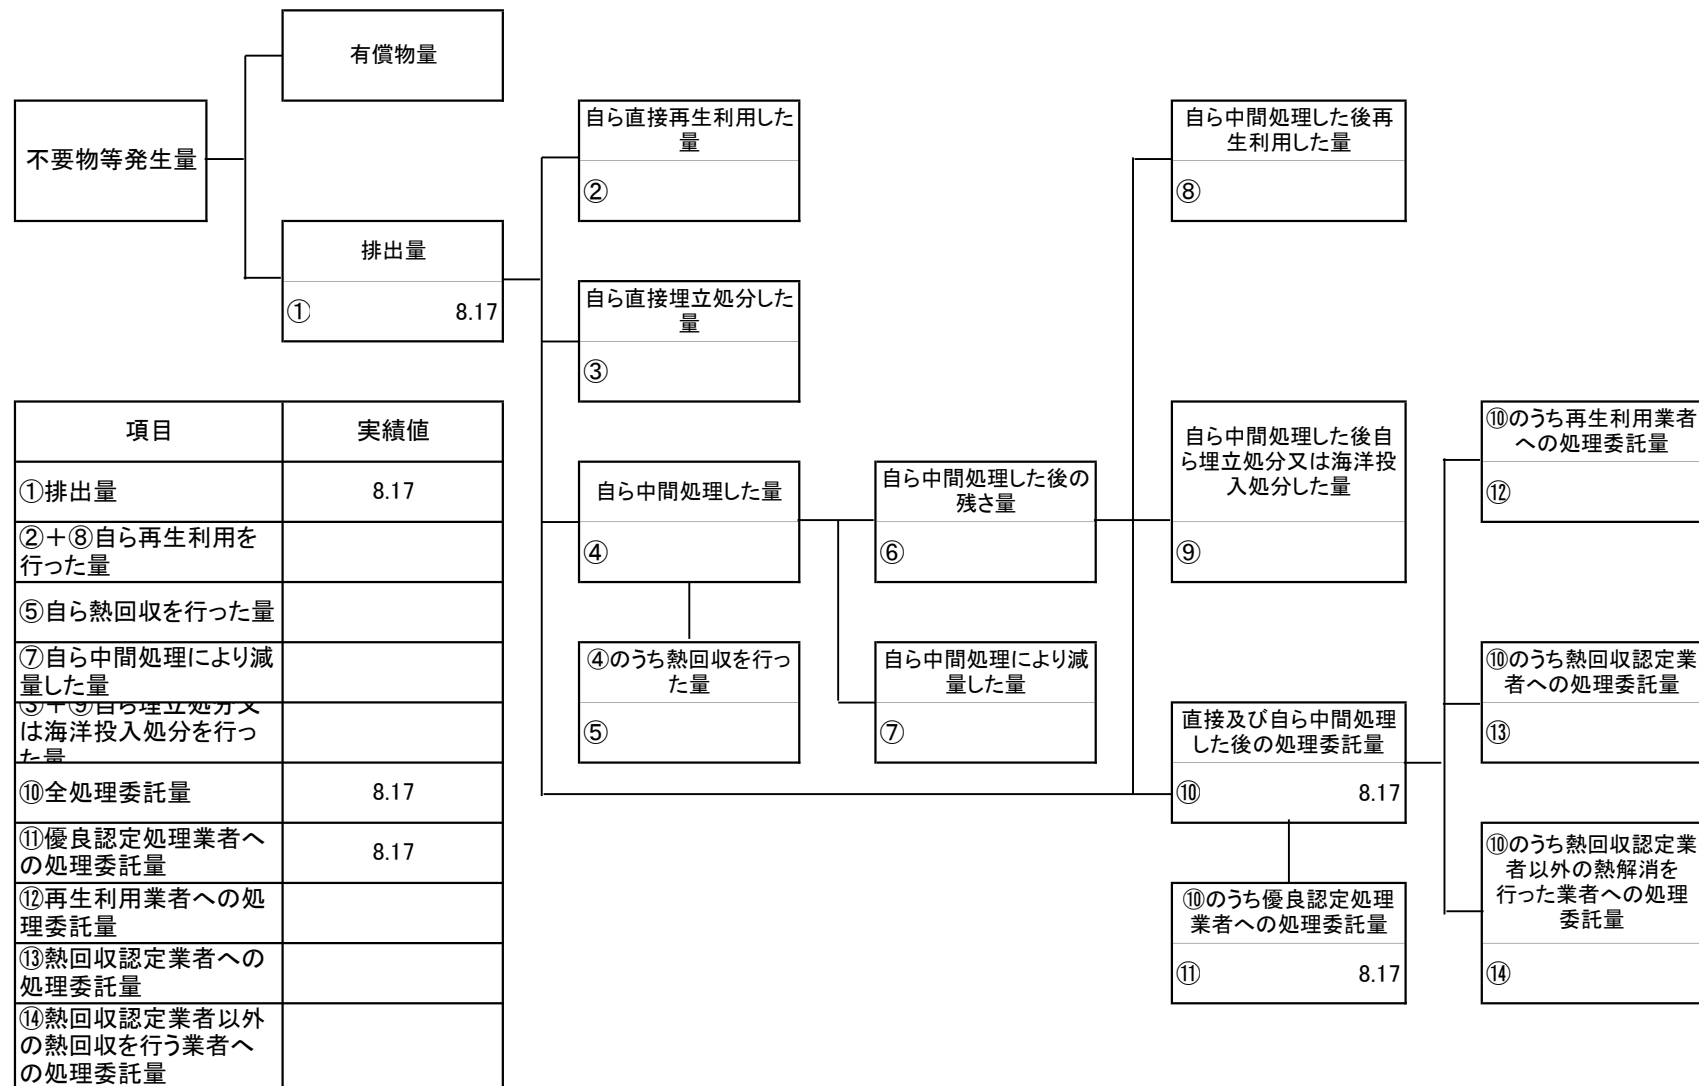 有償物量
不要物等発生量
排出量
① 8.17
自ら直接再生利用した
量
②
自ら直接埋立処分した
量
③
自ら中間処理した量
④
④のうち熱回収を行っ
た量
⑤
自ら中間処理した後の
残さ量
⑥
自ら中間処理により減
量した量
⑦
自ら中間処理した後再
生利用した量
⑧
自ら中間処理した後自
ら埋立処分又は海洋投
入処分した量
⑨
直接及び自ら中間処理
した後の処理委託量
⑩ 8.17
⑩のうち優良認定処理
業者への処理委託量
⑪ 8.17
⑩のうち再生利用業者
への処理委託量
⑫
⑩のうち熱回収認定業
者への処理委託量
⑬
⑩のうち熱回収認定業
者以外の熱解消を
行った業者への処理
委託量
⑭
項目 実績値
①排出量 8.17
②+⑧自ら再生利用を
行った量
⑤自ら熱回収を行った量
⑦自ら中間処理により減
量した量
③+⑨自ら埋立処分又
は海洋投入処分を行っ
た量
⑩全処理委託量 8.17
⑪優良認定処理業者へ
の処理委託量 8.17
⑫再生利用業者への処
理委託量
⑬熱回収認定業者への
処理委託量
⑭熱回収認定業者以外
の熱回収を行う業者へ
の処理委託量